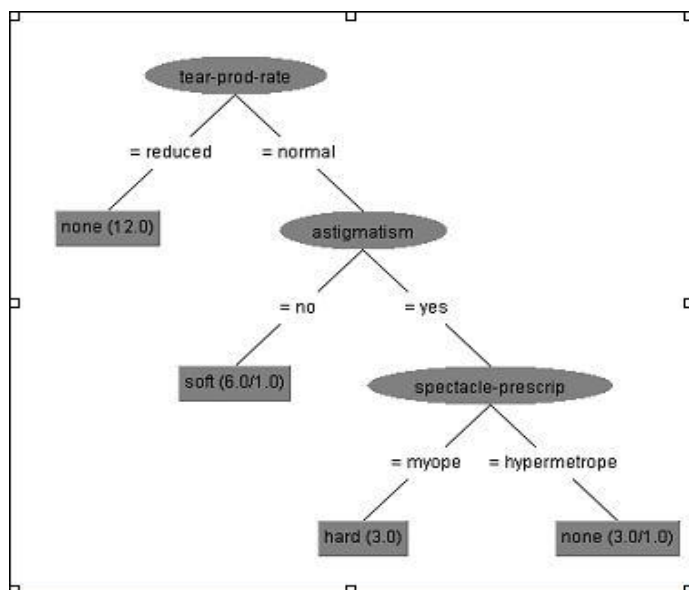 tear-prod-rate
= reduced
= normal
none (12.0)
astigmatism
= no
= yes
soft (6.0/1.0)
spectacle-prescrip
= myope
= hypermetrope
hard (3.0)
none (3.0/1.0)